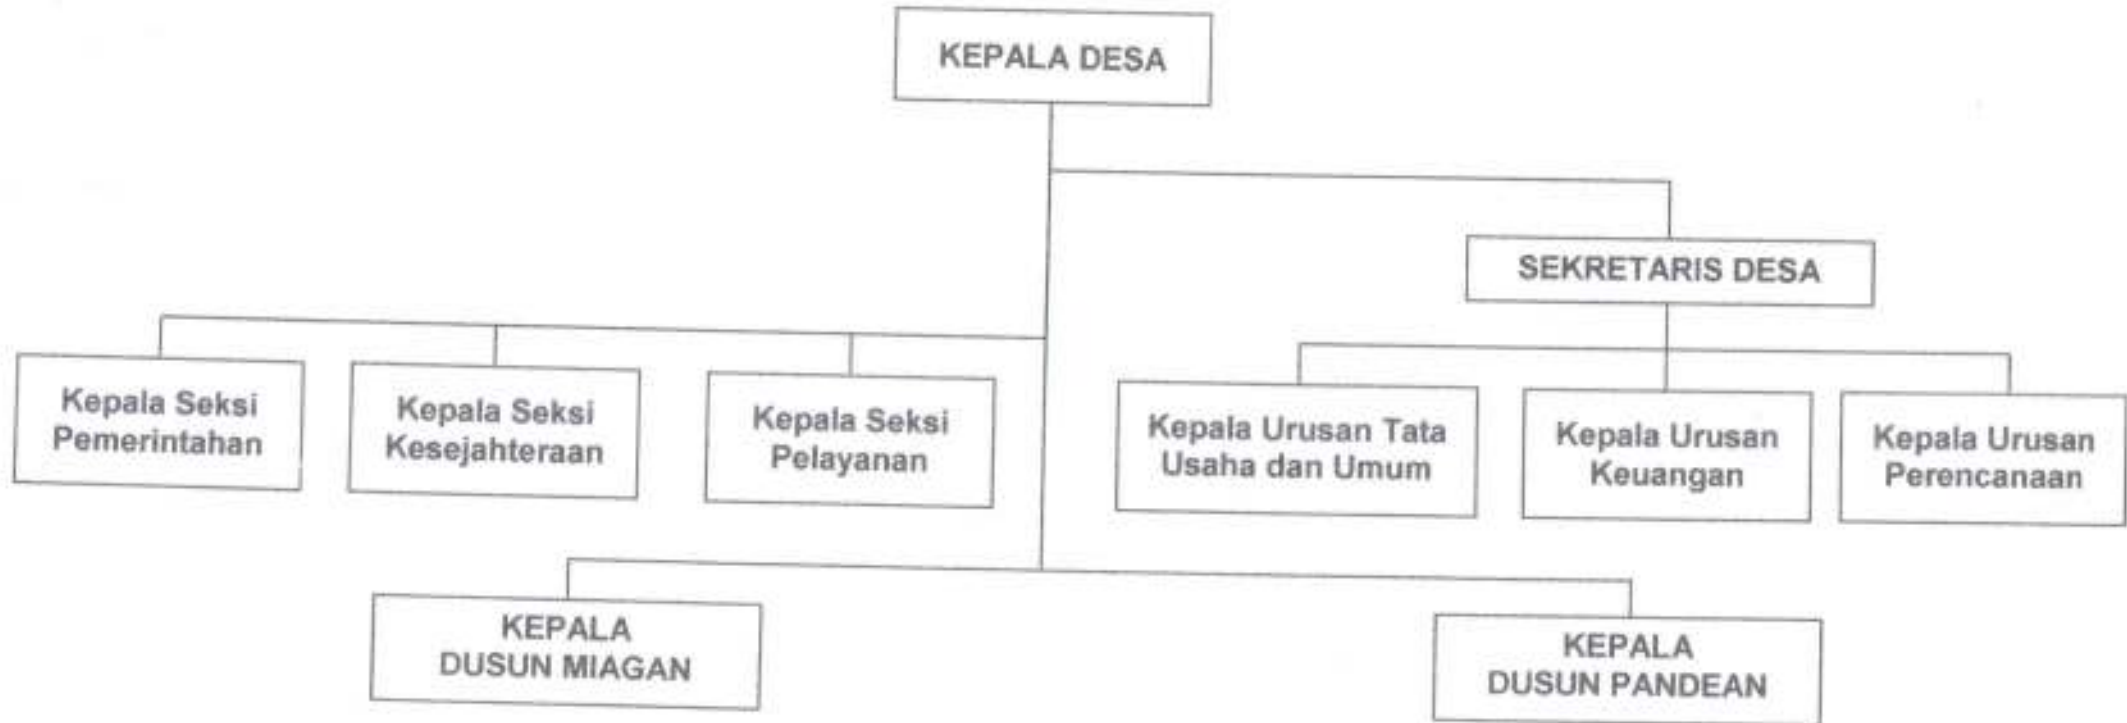 KEPALA DESA
SEKRETARIS DESA
Kepala Seksi
Pemerintahan
Kepala Seksi
Kesejahteraan
Kepala Seksi
Pelayanan
Kepala Urusan Tata
Usaha dan Umum
Kepala Urusan
Keuangan
Kepala Urusan
Perencanaan
KEPALA
DUSUN MIAGAN
KEPALA
DUSUN PANDEAN